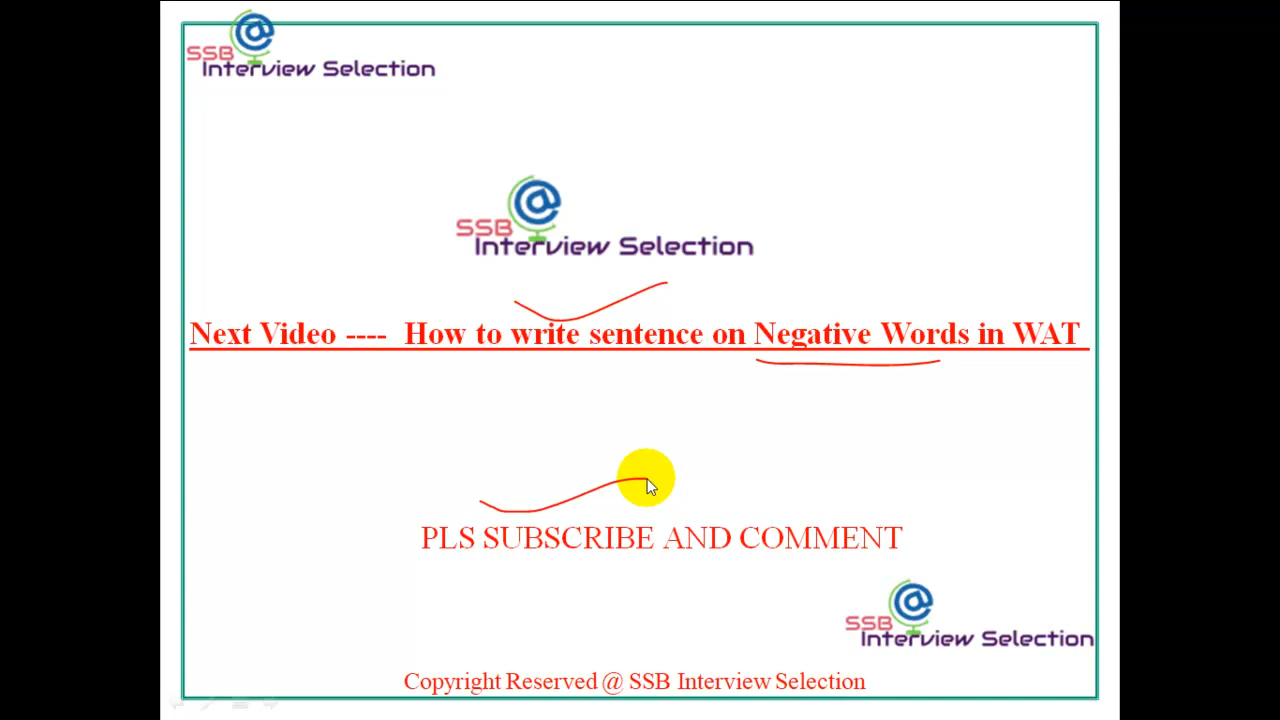 SSB
Interview Selection
SSB
Interview Selection
Next Video ---- How to write sentence on Negative Words in WAT
PLS SUBSCRIBE AND COMMENT
SSB
Interview Selection
Copyright Reserved @ SSB Interview Selection